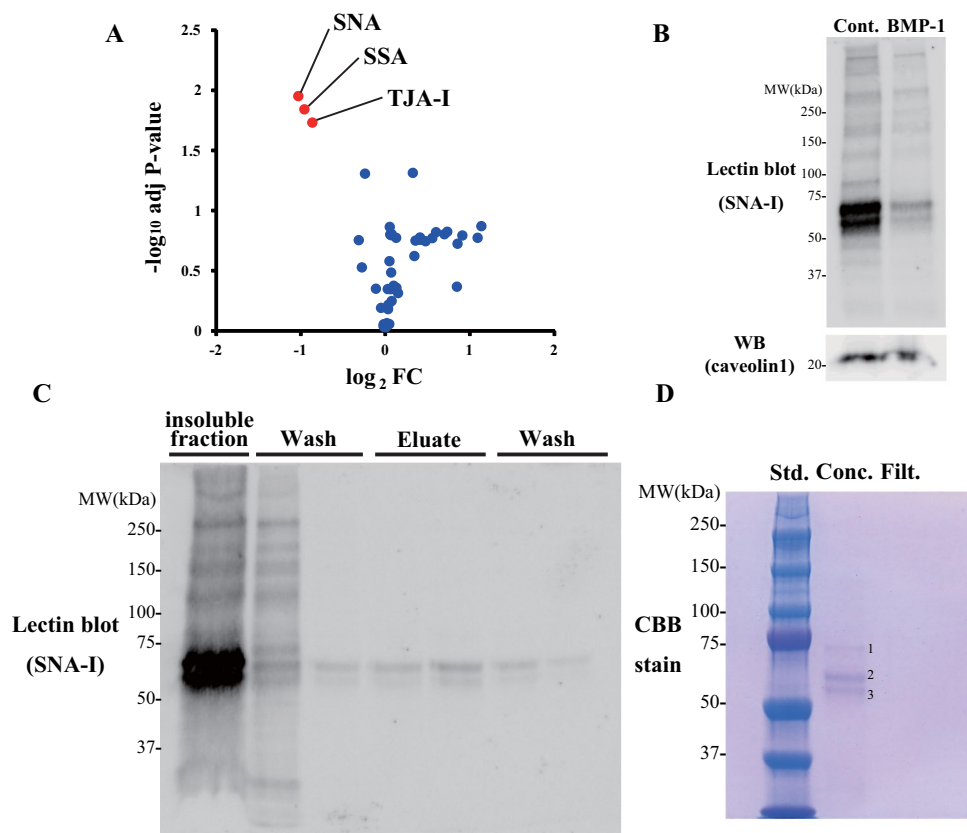 A
SNA
SSA
TJA-I
2.5
2
1.5
1
0.5
0
-log₁₀ adj P-value
-2
-1
0
1
2
log ₂ FC
B
Cont. BMP-1
MW(kDa)
250-
150-
100-
75-
50-
37-
Lectin blot
(SNA-I)
WB
(caveolin1)
20-
C
insoluble
fraction
Wash
Eluate
Wash
MW(kDa)
250-
150-
100-
75-
50-
37-
Lectin blot
(SNA-I)
D
Std. Conc. Filt.
MW(kDa)
250-
150-
100-
75-
50-
37-
CBB
stain
1
2
3